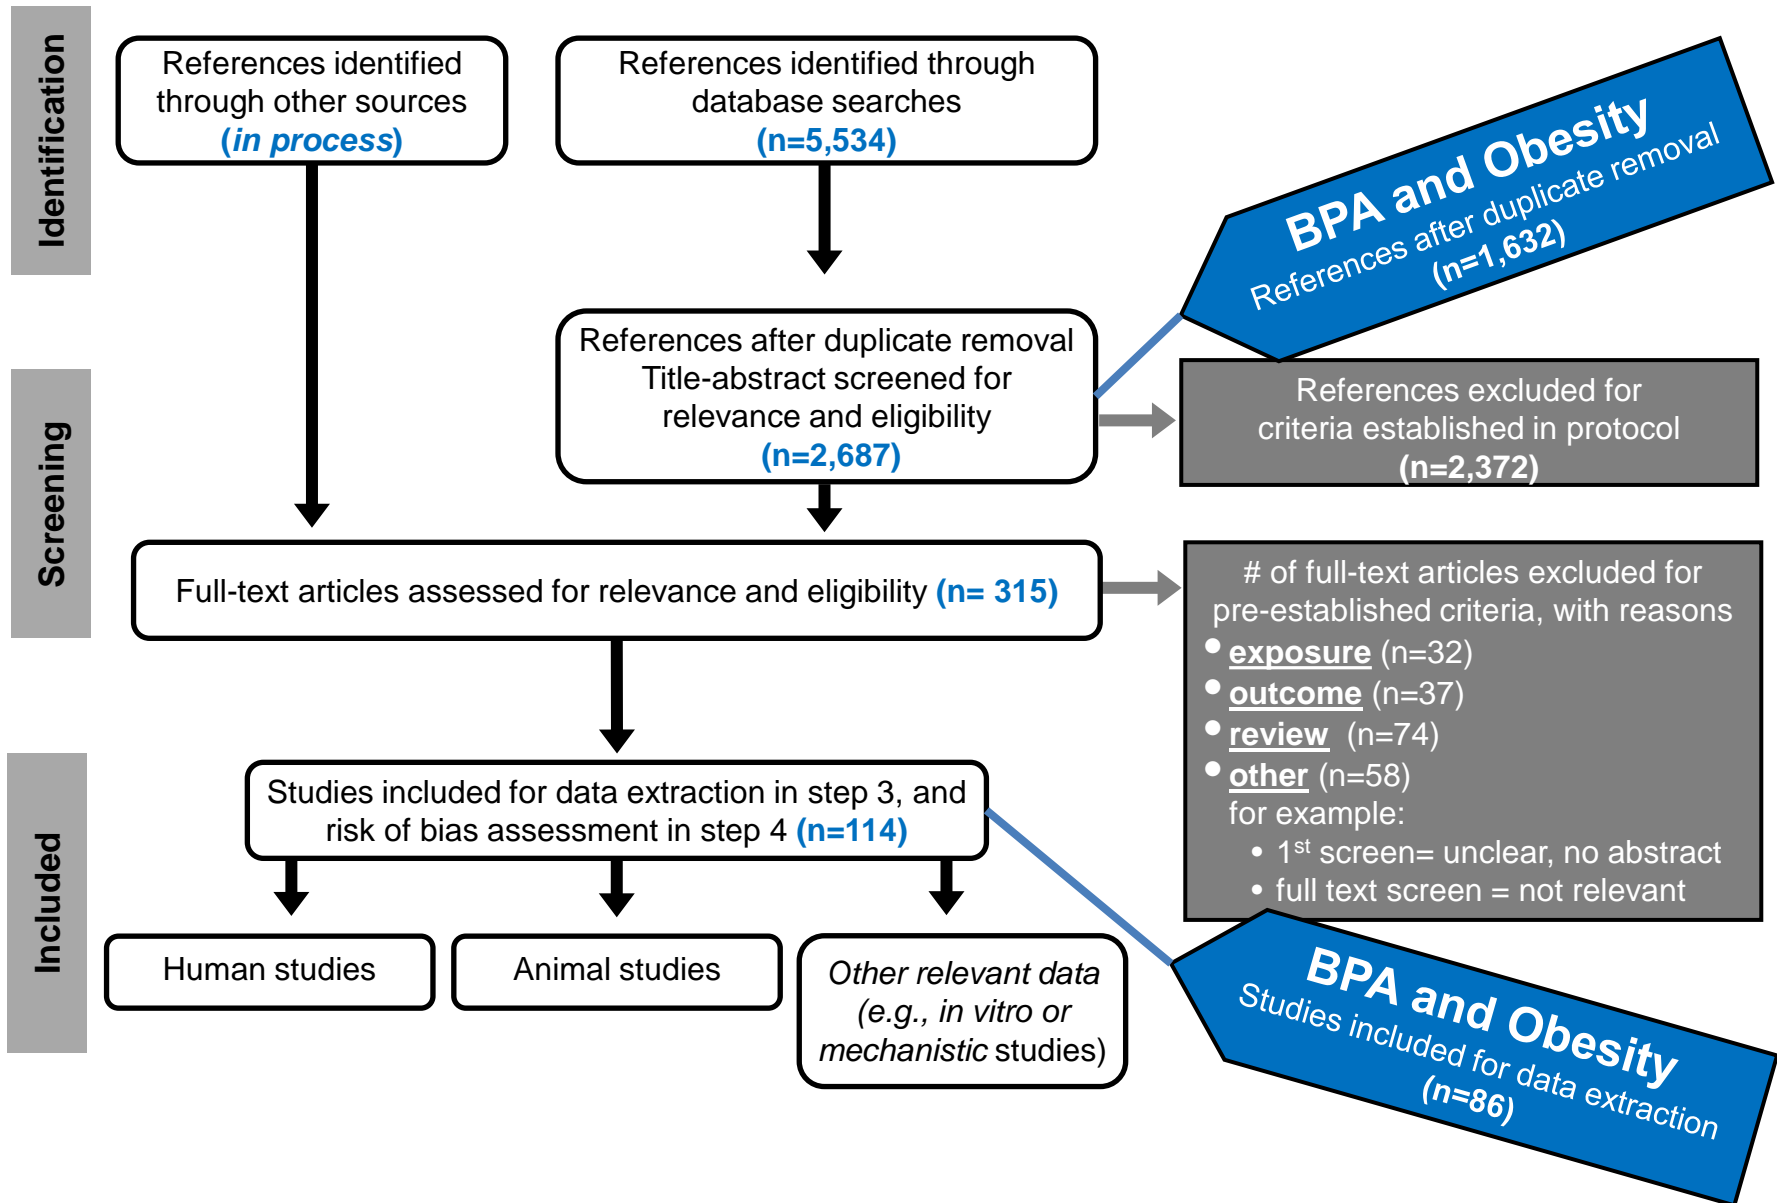 Identification
References identified
through other sources
(in process)
References identified through
database searches
(n=5,534)
BPA and Obesity
References after duplicate removal
(n=1,632)
Screening
References after duplicate removal
Title-abstract screened for
relevance and eligibility
(n=2,687)
References excluded for
criteria established in protocol
(n=2,372)
Full-text articles assessed for relevance and eligibility (n= 315)
# of full-text articles excluded for
pre-established criteria, with reasons
• exposure (n=32)
• outcome (n=37)
• review (n=74)
• other (n=58)
for example:
• 1st screen= unclear, no abstract
• full text screen = not relevant
Included
Studies included for data extraction in step 3, and
risk of bias assessment in step 4 (n=114)
Human studies
Animal studies
Other relevant data
(e.g., in vitro or
mechanistic studies)
BPA and Obesity
Studies included for data extraction
(n=86)